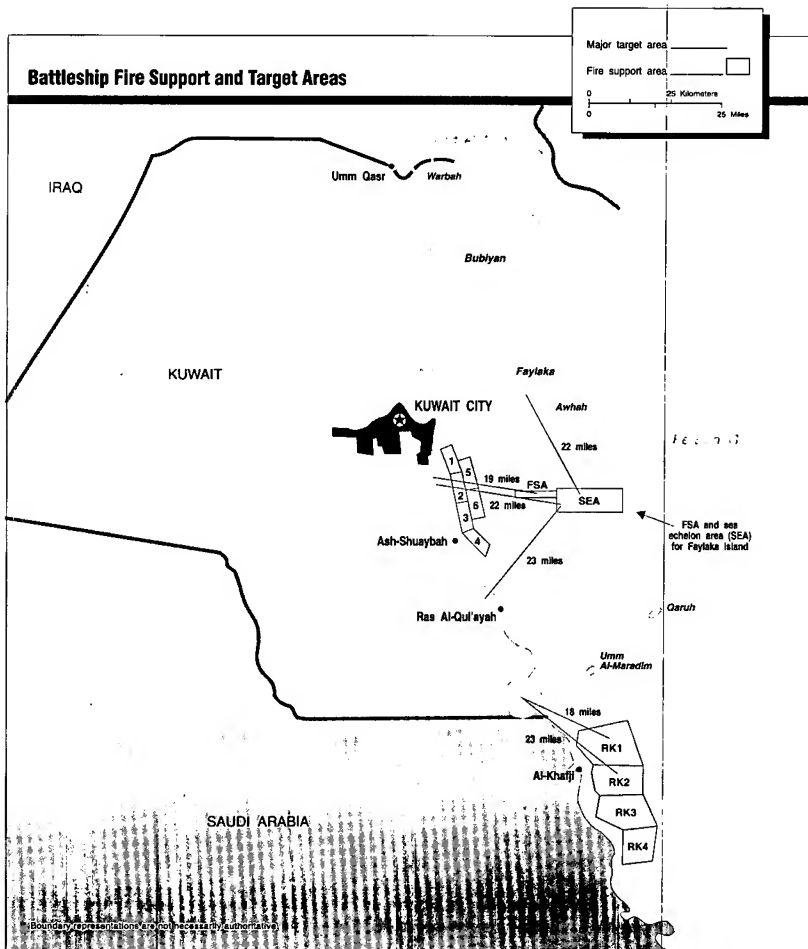 Major target area
Fire support area
0 25 Kilometers
0 25 Miles
Battleship Fire Support and Target Areas
IRAQ
Umm Qasr
Warbah
Bubiyan
KUWAIT
Faylaka
KUWAIT CITY
Awhah
22 miles
1
5
19 miles
FSA
SEA
2
22 miles
6
3
4
FSA and sea
echelon area (SEA)
for Faylaka Island
Ash-Shuaybah
23 miles
Ras Al-Qul'ayah
Qaruh
Umm
Al-Maradim
18 miles
23 miles
RK1
Al-Khafji
RK2
RK3
SAUDI ARABIA
RK4
Boundary representations are not necessarily authoritative